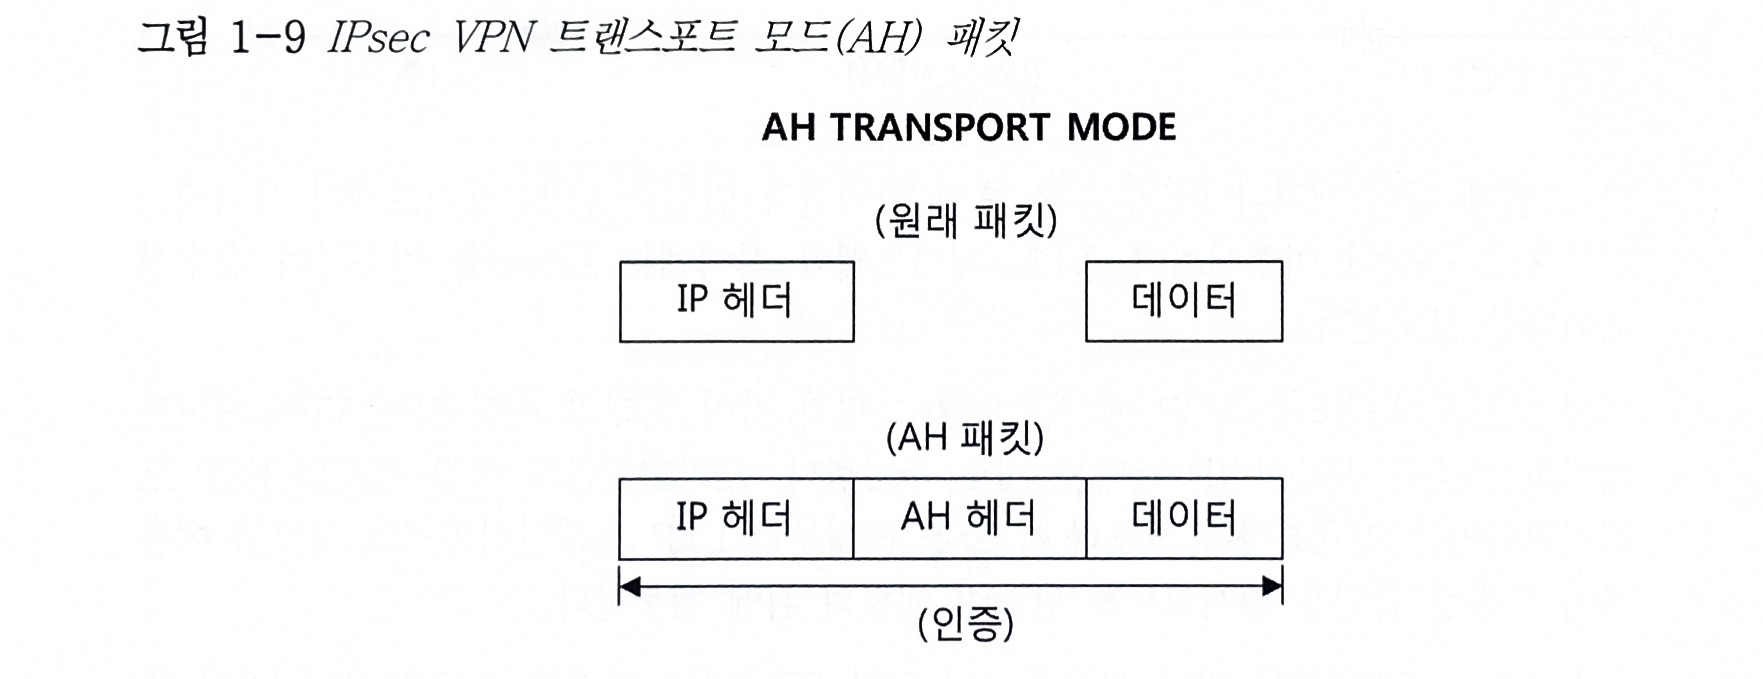 그림 1-9 IPsec VPN 트랜스포트 모드(AH) 패킷
AH TRANSPORT MODE
(원래 패킷)
IP 헤더 데이터
(AH 패킷)
IP 헤더 AH 헤더 데이터
(인증)